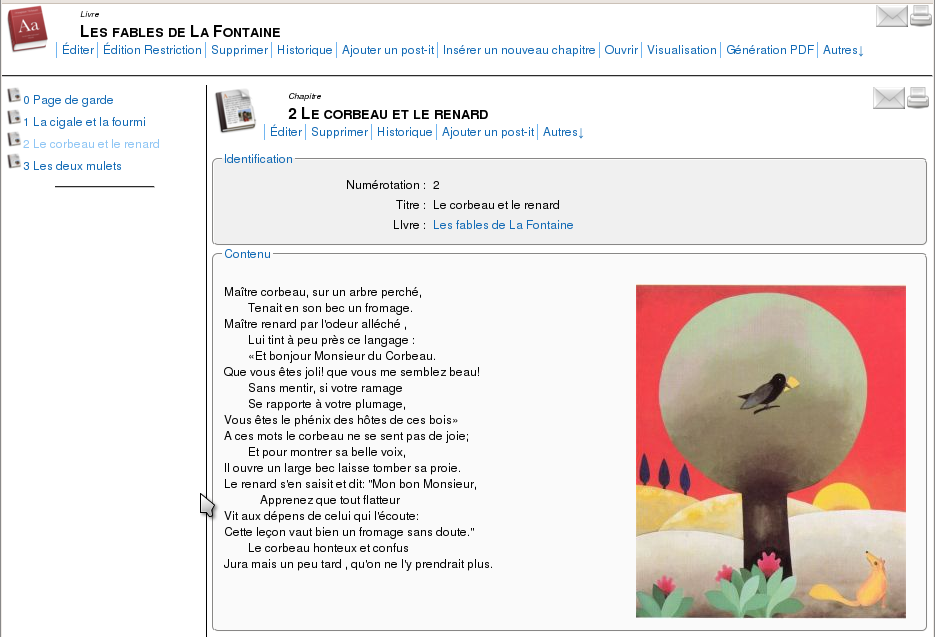 Livre
Les fables de La Fontaine
Éditer Édition Restriction Supprimer Historique Ajouter un post-it Insérer un nouveau chapitre Ouvrir Visualisation Génération PDF Autres↓
0 Page de garde
1 La cigale et la fourmi
2 Le corbeau et le renard
3 Les deux mulets
Chapitre
2 Le corbeau et le renard
Éditer Supprimer Historique Ajouter un post-it Autres↓
Identification
Numérotation : 2
Titre : Le corbeau et le renard
LIvre : Les fables de La Fontaine
Contenu
Maître corbeau, sur un arbre perché,
Tenait en son bec un fromage.
Maître renard par l'odeur alléché ,
Lui tint à peu près ce langage :
«Et bonjour Monsieur du Corbeau.
Que vous êtes joli! que vous me semblez beau!
Sans mentir, si votre ramage
Se rapporte à votre plumage,
Vous êtes le phénix des hôtes de ces bois»
A ces mots le corbeau ne se sent pas de joie;
Et pour montrer sa belle voix,
Il ouvre un large bec laisse tomber sa proie.
Le renard s'en saisit et dit: "Mon bon Monsieur,
Apprenez que tout flatteur
Vit aux dépens de celui qui l'écoute:
Cette leçon vaut bien un fromage sans doute."
Le corbeau honteux et confus
Jura mais un peu tard , qu'on ne l'y prendrait plus.
Aa